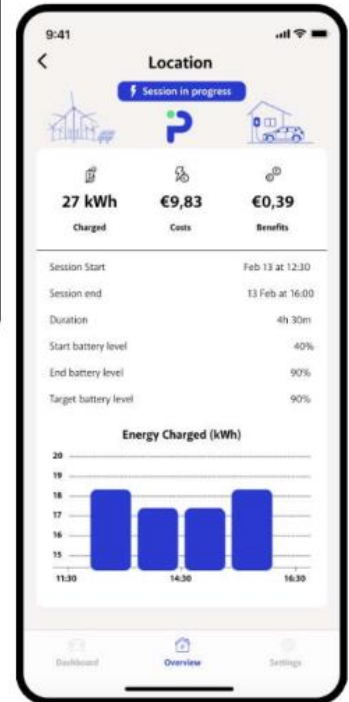 9:41
Location
Session in progress
27 kWh €9,83 €0,39
Charged Costs Benefits
Session Start Feb 13 at 12:30
Session end 13 Feb at 16:00
Duration 4h 30m
Start battery level 40%
End battery level 90%
Target battery level 90%
Energy Charged (kWh)
20
19
18
17
16
15
11:30 14:30 16:30
Dashboard Overview Settings